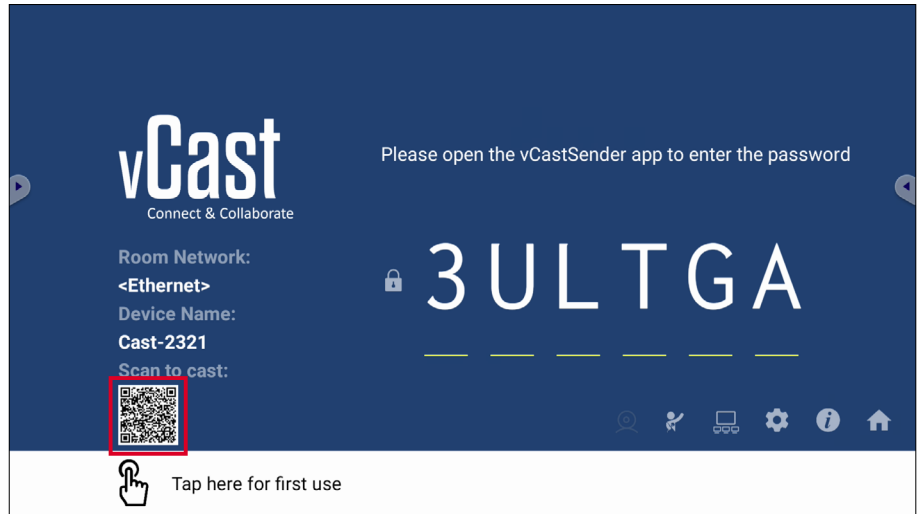 vCast
Connect & Collaborate
Please open the vCastSender app to enter the password
Room Network:
<Ethernet>
Device Name:
Cast-2321
Scan to cast:
3ULTGA
Tap here for first use